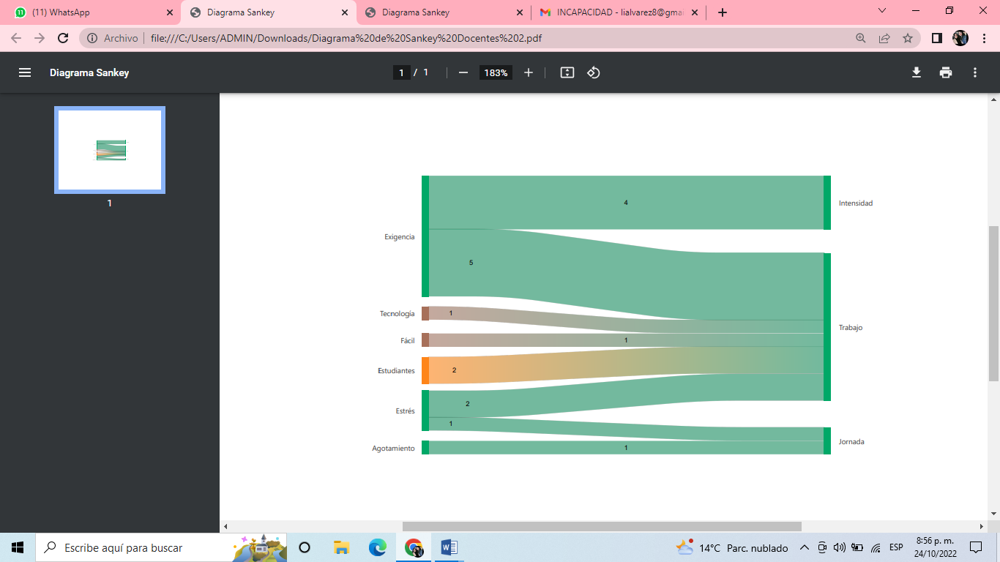 11
(11) WhatsApp
Diagrama Sankey
Diagrama Sankey
INCAPACIDAD - lialvarez8@gmai
Archivo
file:///C:/Users/ADMIN/Downloads/Diagrama%20de%20Sankey%20Docentes%202.pdf
Diagrama Sankey
1 / 1
183%
1
4
Intensidad
Exigencia
5
Tecnología
1
Trabajo
Fácil
1
Estudiantes
2
Estrés
2
1
Jornada
Agotamiento
1
Escribe aquí para buscar
14°C Parc. nublado
ESP
8:56 p. m.
24/10/2022